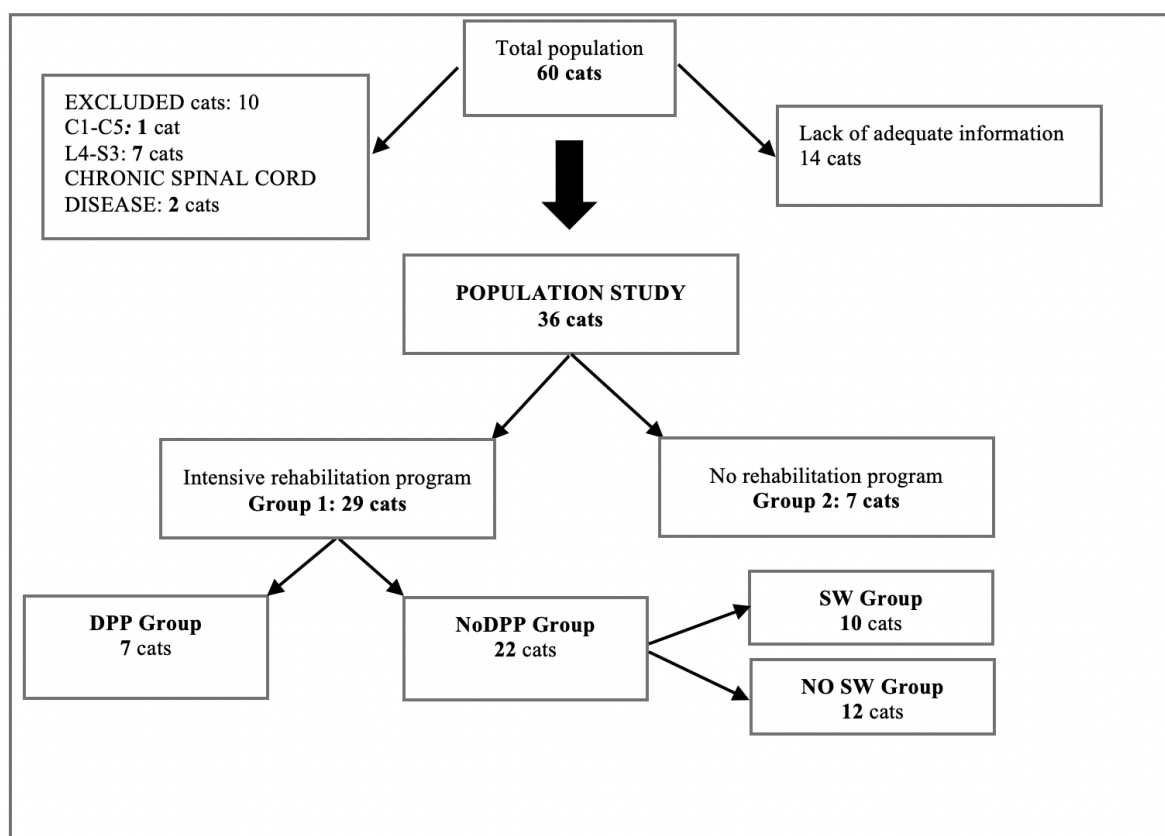 Total population
60 cats
EXCLUDED cats: 10
C1-C5: 1 cat
L4-S3: 7 cats
CHRONIC SPINAL CORD
DISEASE: 2 cats
Lack of adequate information
14 cats
POPULATION STUDY
36 cats
Intensive rehabilitation program
Group 1: 29 cats
No rehabilitation program
Group 2: 7 cats
DPP Group
7 cats
NoDPP Group
22 cats
SW Group
10 cats
NO SW Group
12 cats